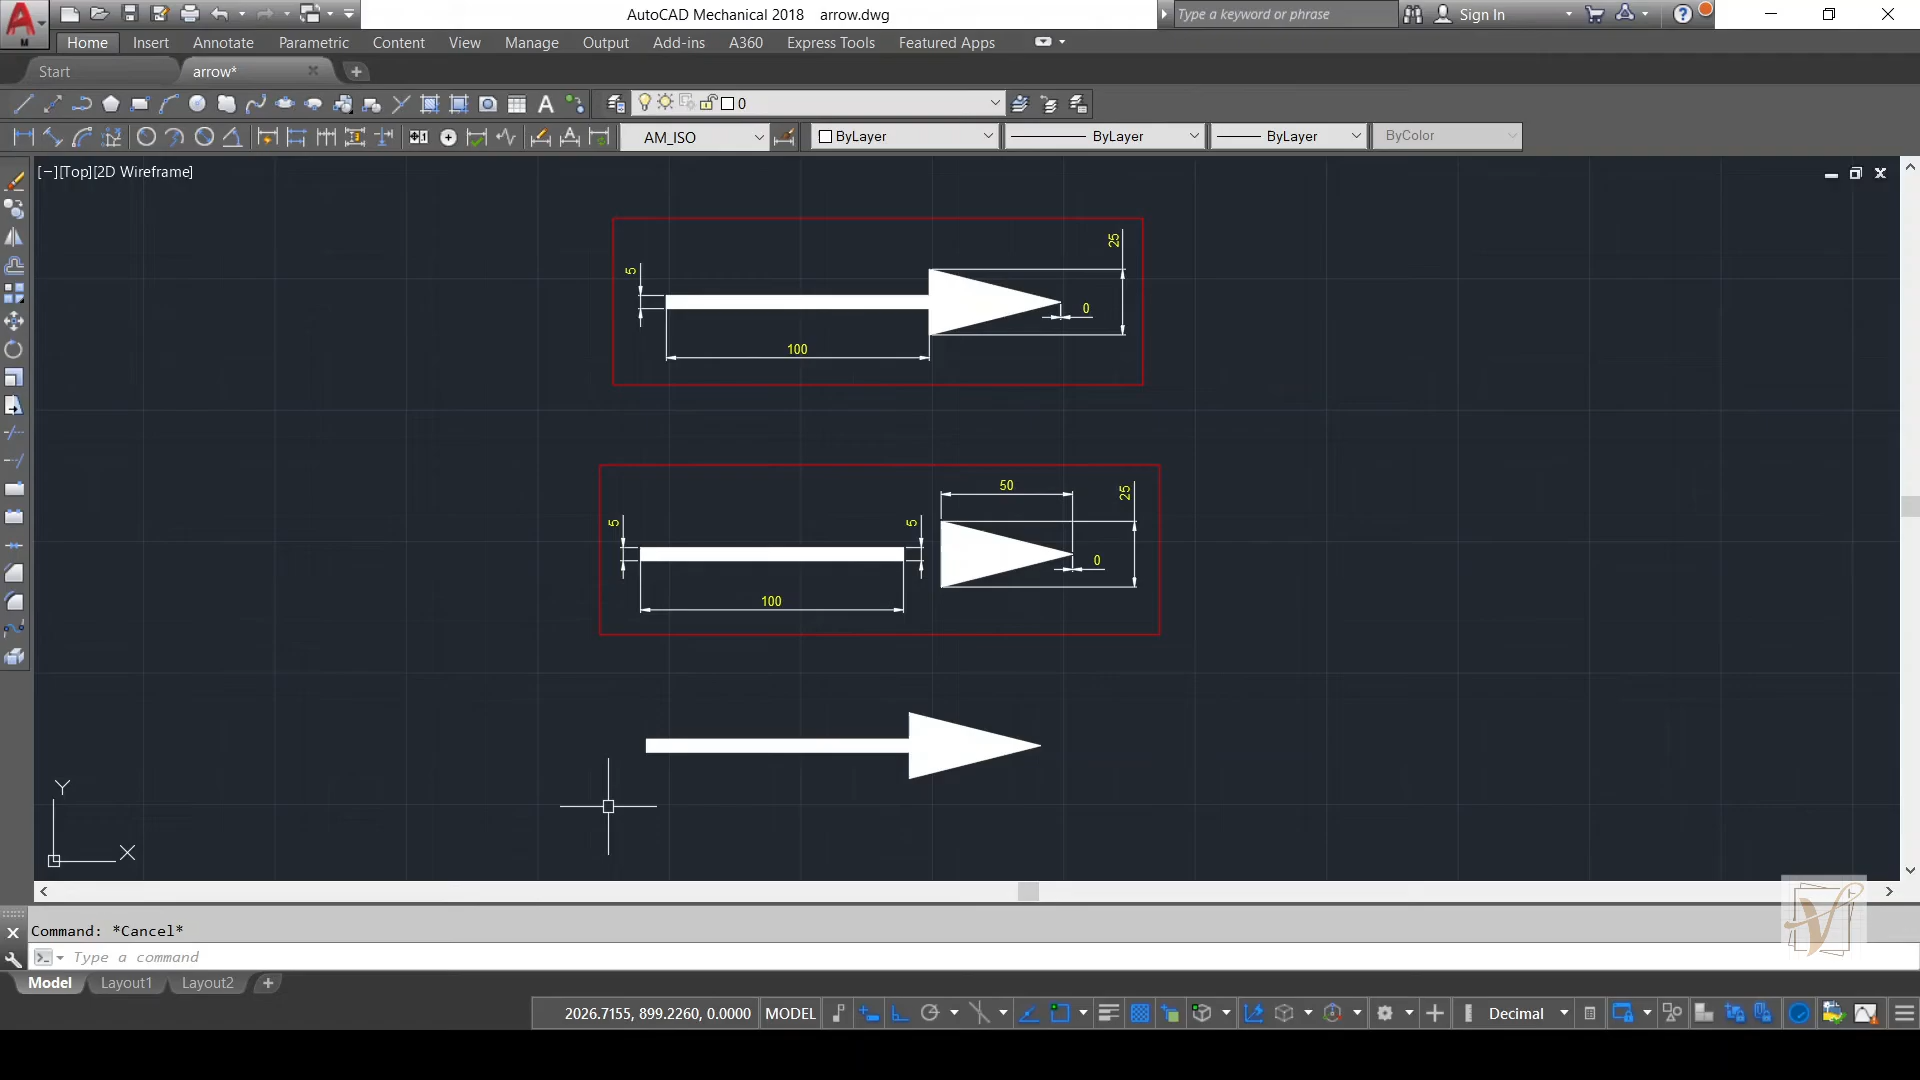 AutoCAD Mechanical 2018 arrow.dwg
Type a keyword or phrase
Sign In
Home Insert Annotate Parametric Content View Manage Output Add-ins A360 Express Tools Featured Apps
Start arrow*
0
AM_ISO ByLayer ByLayer ByLayer ByColor
[−][Top][2D Wireframe]
25
5
0
100
50
25
5
5
0
100
Y
X
Command: *Cancel*
Type a command
Model Layout1 Layout2
2026.7155, 899.2260, 0.0000 MODEL Decimal